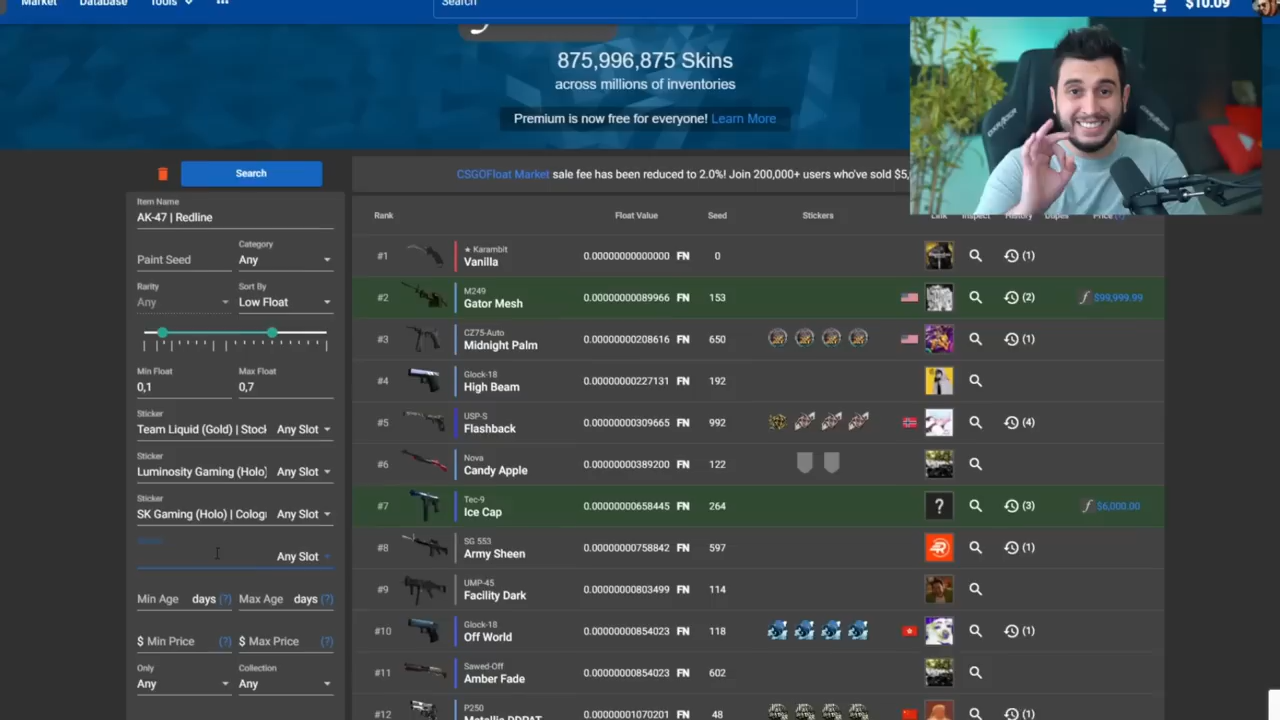 Market Database Tools ... Search $10.09
875,996,875 Skins
across millions of inventories
Premium is now free for everyone! Learn More
Search
CSGOFloat Market sale fee has been reduced to 2.0%! Join 200,000+ users who've sold $5,
Item Name
AK-47 | Redline
Category
Paint Seed Any
Rarity Sort By
Any Low Float
Min Float Max Float
0,1 0,7
Sticker
Team Liquid (Gold) | Stock Any Slot
Sticker
Luminosity Gaming (Holo) Any Slot
Sticker
SK Gaming (Holo) | Colog Any Slot
Any Slot
Min Age days (?) Max Age days (?)
$ Min Price (?) $ Max Price (?)
Only Collection
Any Any
Rank Float Value Seed Stickers Link Inspect History Dupes Price (?)
#1 ★ Karambit Vanilla 0.00000000000000 FN 0 (1)
#2 M249 Gator Mesh 0.00000000089966 FN 153 (2) $99,999.99
#3 CZ75-Auto Midnight Palm 0.00000000208616 FN 650 (1)
#4 Glock-18 High Beam 0.00000000227131 FN 192
#5 USP-S Flashback 0.00000000309665 FN 992 (4)
#6 Nova Candy Apple 0.00000000389200 FN 122
#7 Tec-9 Ice Cap 0.00000000658445 FN 264 ? (3) $6,000.00
#8 SG 553 Army Sheen 0.00000000758842 FN 597 (1)
#9 UMP-45 Facility Dark 0.00000000803499 FN 114
#10 Glock-18 Off World 0.00000000854023 FN 118 (1)
#11 Sawed-Off Amber Fade 0.00000000854023 FN 602
#12 P250 Metallic DDPAT 0.00000001070201 FN 48 (1)